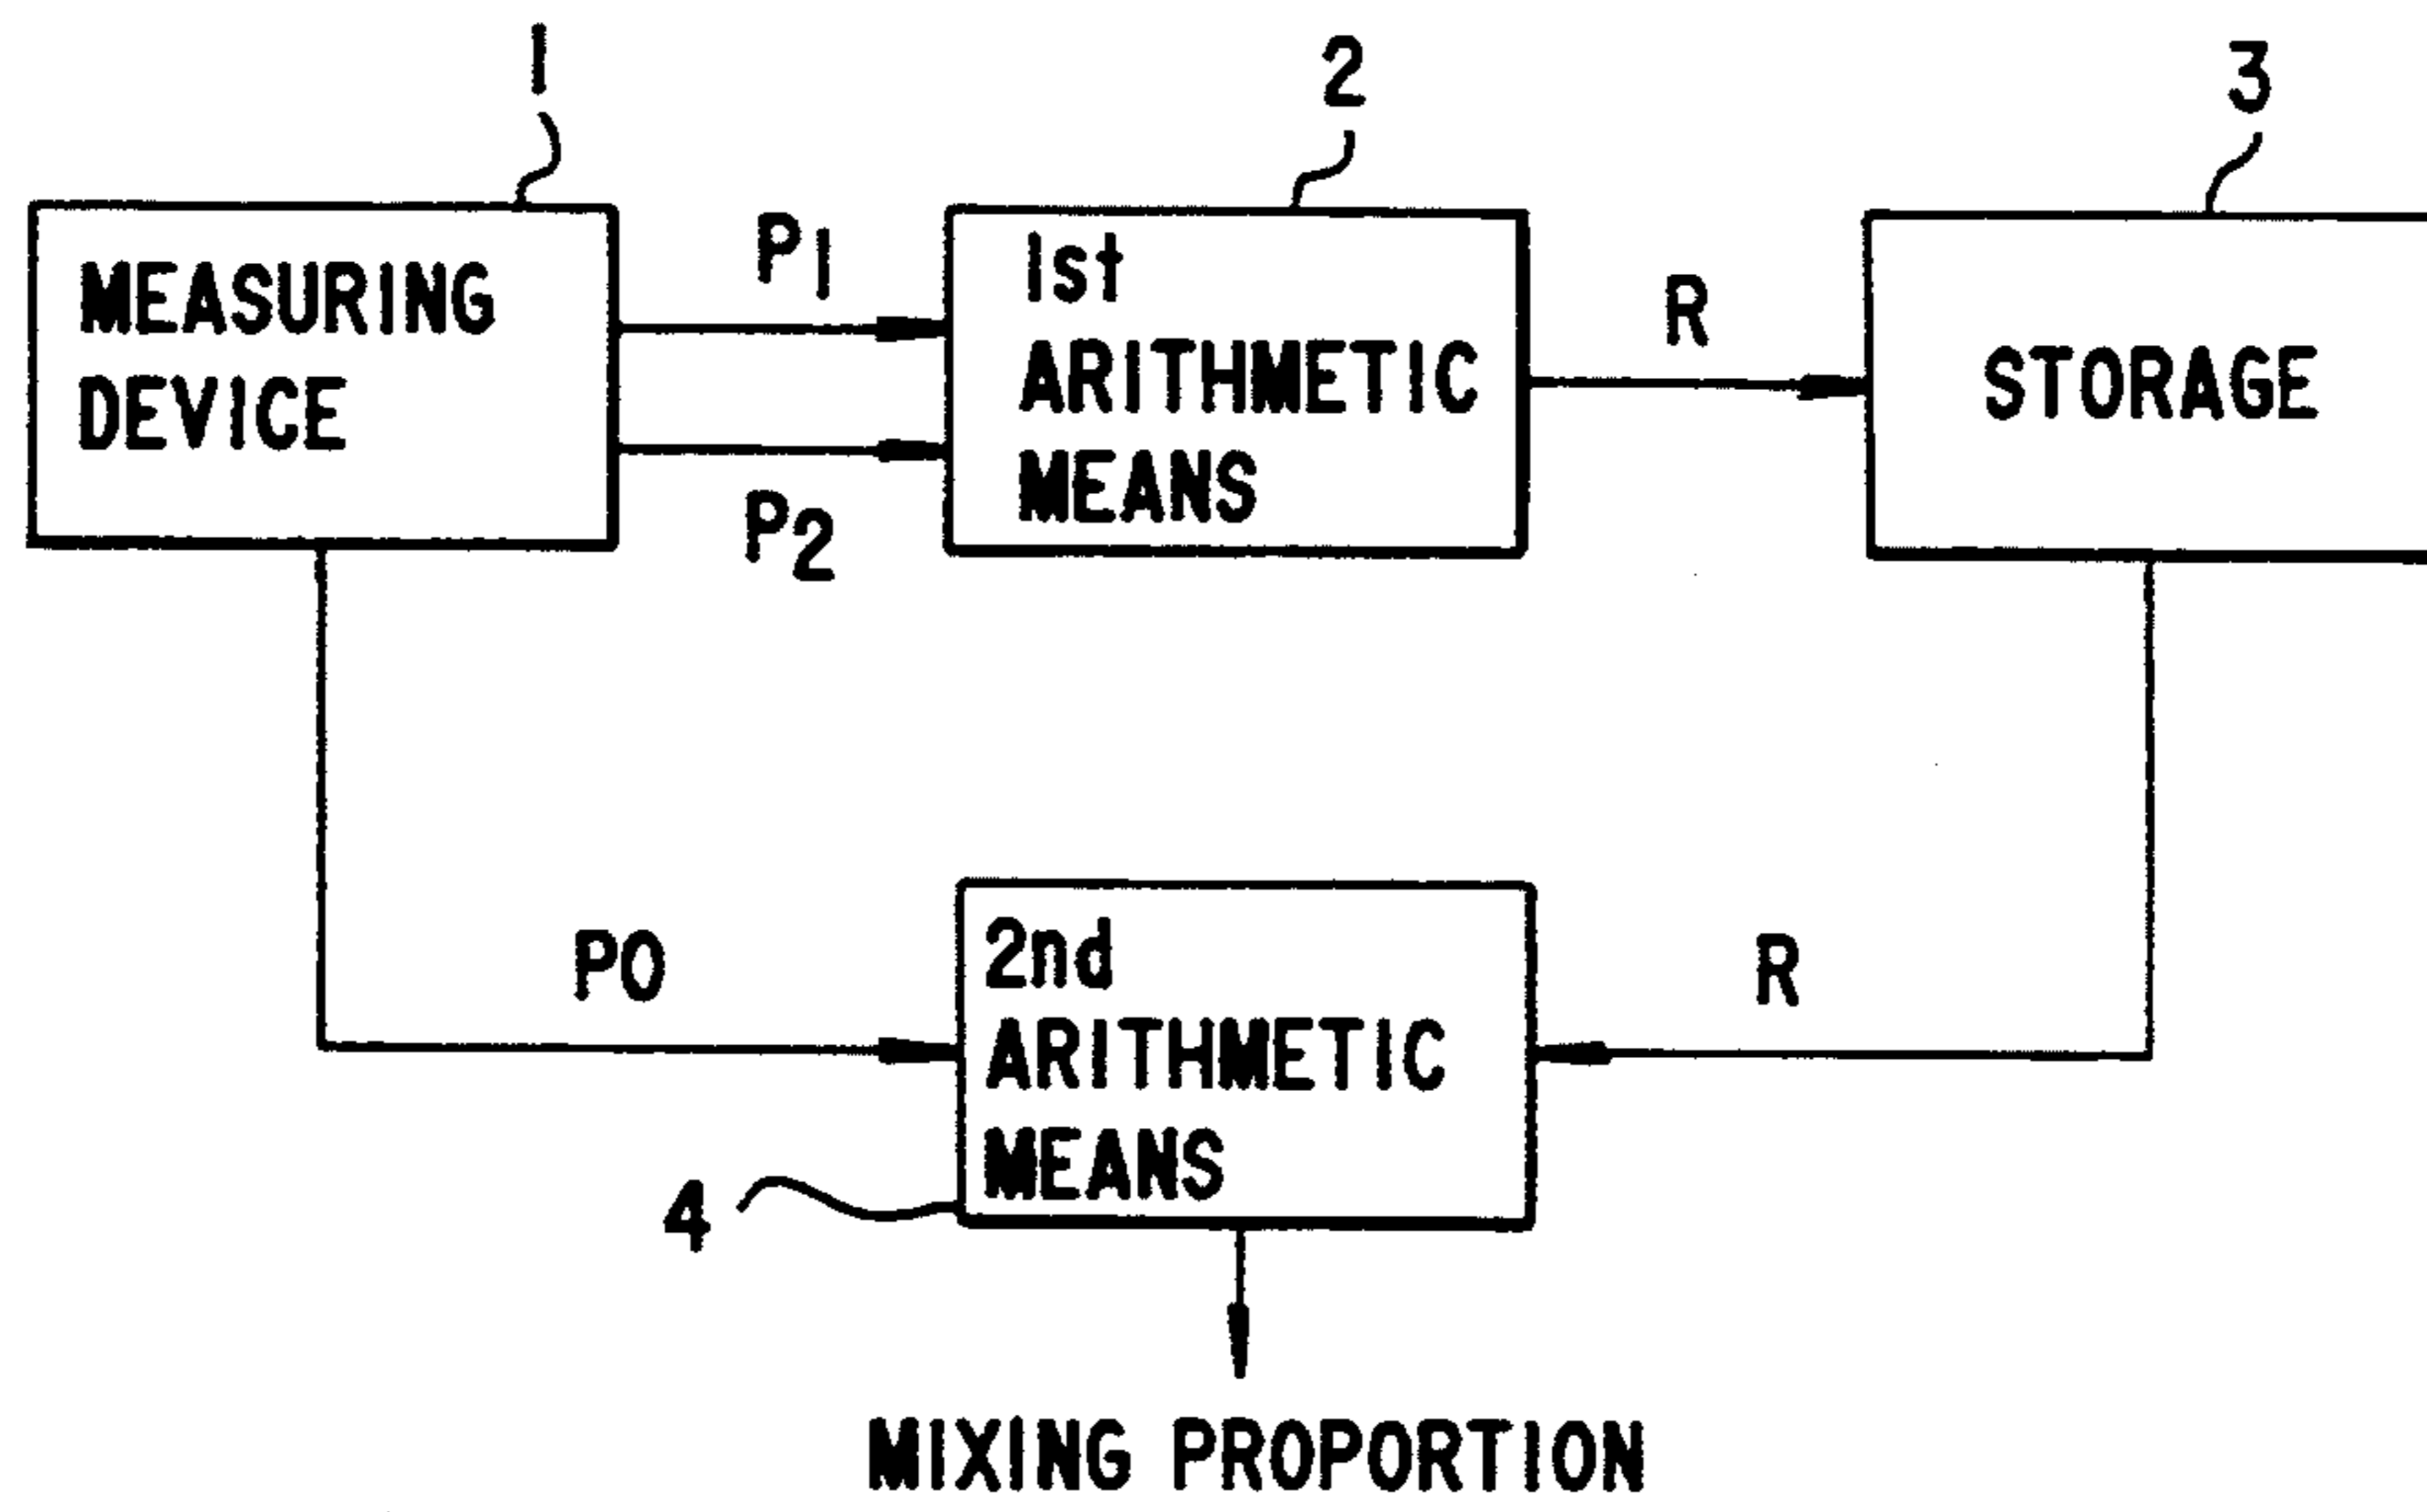 1
2
3
MEASURING
DEVICE
P1
P2
1st
ARITHMETIC
MEANS
R
STORAGE
PO
2nd
ARITHMETIC
MEANS
R
4
MIXING PROPORTION